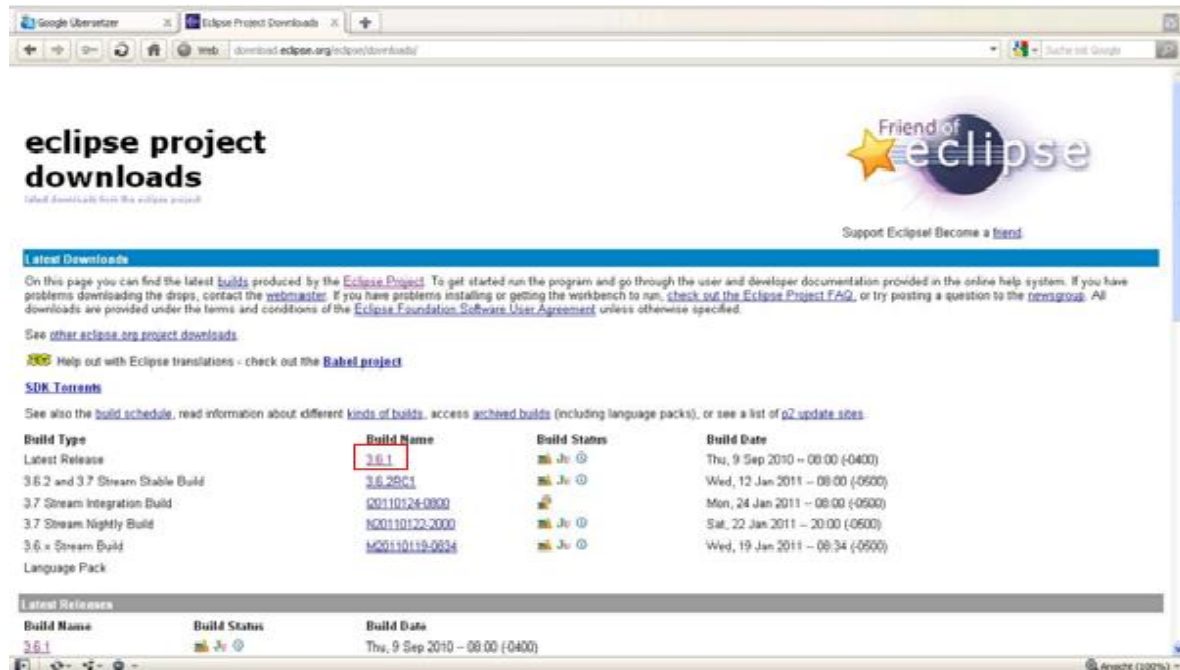 Google Übersetzer
Eclipse Project Downloads
Web download.eclipse.org/eclipse/downloads/
Suche mit Google
eclipse project
downloads
latest downloads from the eclipse project
Friend of
eclipse
Support Eclipse! Become a friend.
Latest Downloads
On this page you can find the latest builds produced by the Eclipse Project. To get started run the program and go through the user and developer documentation provided in the online help system. If you have
problems downloading the drops, contact the webmaster. If you have problems installing or getting the workbench to run, check out the Eclipse Project FAQ, or try posting a question to the newsgroup. All
downloads are provided under the terms and conditions of the Eclipse Foundation Software User Agreement unless otherwise specified.
See other eclipse.org project downloads.
Help out with Eclipse translations - check out the Babel project
SDK Torrents
See also the build schedule, read information about different kinds of builds, access archived builds (including language packs), or see a list of p2 update sites.
Build Type Build Name Build Status Build Date
Latest Release 3.6.1 Thu, 9 Sep 2010 -- 08:00 (-0400)
3.6.2 and 3.7 Stream Stable Build 3.6.2RC1 Wed, 12 Jan 2011 -- 08:00 (-0500)
3.7 Stream Integration Build I20110124-0800 Mon, 24 Jan 2011 -- 08:00 (-0500)
3.7 Stream Nightly Build N20110122-2000 Sat, 22 Jan 2011 -- 20:00 (-0500)
3.6.x Stream Build M20110119-0834 Wed, 19 Jan 2011 -- 08:34 (-0500)
Language Pack
Latest Releases
Build Name Build Status Build Date
3.6.1 Thu, 9 Sep 2010 -- 08:00 (-0400)
Ansicht (100%)